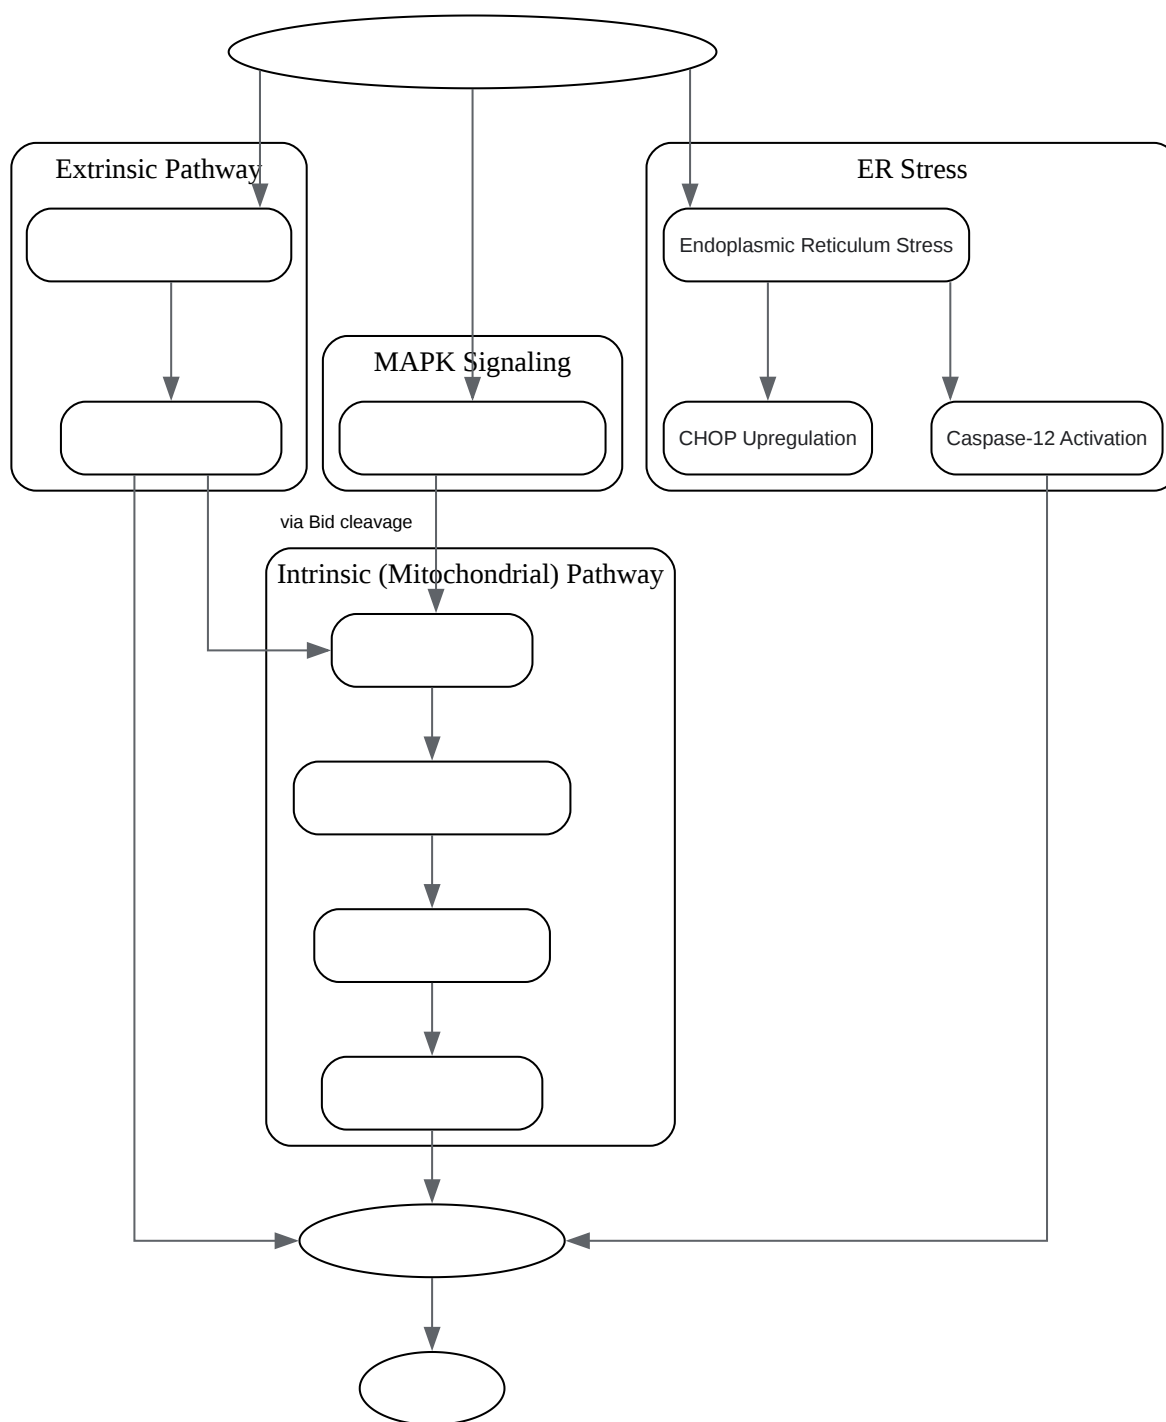 Extrinsic Pathway
ER Stress
Endoplasmic Reticulum Stress
MAPK Signaling
CHOP Upregulation
Caspase-12 Activation
via Bid cleavage
Intrinsic (Mitochondrial) Pathway